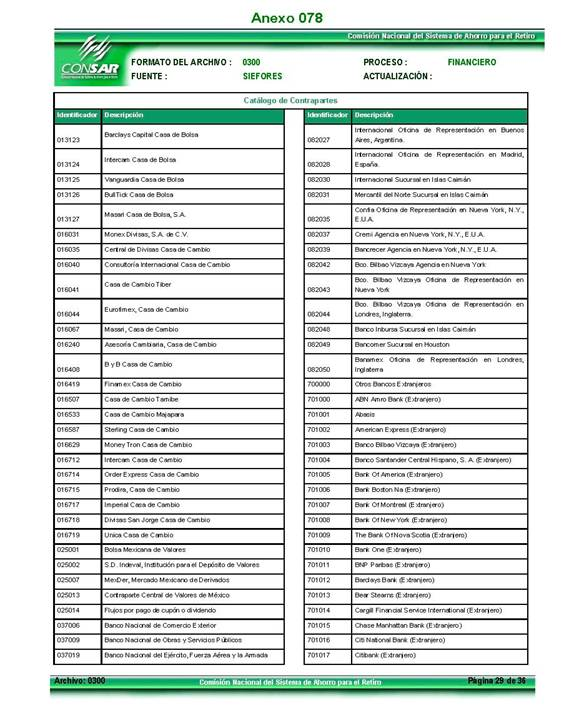 Anexo 078
Comisión Nacional del Sistema de Ahorro para el Retiro
CONSAR
FORMATO DEL ARCHIVO : 0300 PROCESO : FINANCIERO
FUENTE : SIEFORES ACTUALIZACIÓN :
Catálogo de Contrapartes
Identificador Descripción
013123 Barclays Capital Casa de Bolsa
013124 Intercam Casa de Bolsa
013125 Vanguardia Casa de Bolsa
013126 BullTick Casa de Bolsa
013127 Masari Casa de Bolsa, S.A.
016031 Monex Divisas, S.A. de C.V.
016035 Central de Divisas Casa de Cambio
016040 Consultoría Internacional Casa de Cambio
016041 Casa de Cambio Tiber
016044 Eurofimex, Casa de Cambio
016067 Masari, Casa de Cambio
016240 Asesoría Cambiaria, Casa de Cambio
016408 B y B Casa de Cambio
016419 Finamex Casa de Cambio
016507 Casa de Cambio Tamibe
016533 Casa de Cambio Majapara
016587 Sterling Casa de Cambio
016629 Money Tron Casa de Cambio
016712 Intercam Casa de Cambio
016714 Order Express Casa de Cambio
016715 Prodira, Casa de Cambio
016717 Imperial Casa de Cambio
016718 Divisas San Jorge Casa de Cambio
016719 Unica Casa de Cambio
025001 Bolsa Mexicana de Valores
025002 S.D. Indeval, Institución para el Depósito de Valores
025007 MexDer, Mercado Mexicano de Derivados
025013 Contraparte Central de Valores de México
025014 Flujos por pago de cupón o dividendo
037006 Banco Nacional de Comercio Exterior
037009 Banco Nacional de Obras y Servicios Públicos
037019 Banco Nacional del Ejército, Fuerza Aérea y la Armada
Identificador Descripción
082027 Internacional Oficina de Representación en Buenos
Aires, Argentina.
082028 Internacional Oficina de Representación en Madrid,
España.
082030 Internacional Sucursal en Islas Caimán
082031 Mercantil del Norte Sucursal en Islas Caimán
082035 Confia Oficina de Representación en Nueva York, N.Y.,
E.U.A.
082037 Cremi Agencia en Nueva York, N.Y., E.U.A.
082039 Bancrecer Agencia en Nueva York, N.Y., E.U.A.
082042 Bco. Bilbao Vizcaya Agencia en Nueva York
082043 Bco. Bilbao Vizcaya Oficina de Representación en
Nueva York
082044 Bco. Bilbao Vizcaya Oficina de Representación en
Londres, Inglaterra.
082048 Banco Inbursa Sucursal en Islas Caimán
082049 Bancomer Sucursal en Houston
082050 Banamex Oficina de Representación en Londres,
Inglaterra
700000 Otros Bancos Extranjeros
701000 ABN Amro Bank (Extranjero)
701001 Abasis
701002 American Express (Extranjero)
701003 Banco Bilbao Vizcaya (Extranjero)
701004 Banco Santander Central Hispano, S. A. (Extranjero)
701005 Bank Of America (Extranjero)
701006 Bank Boston Na (Extranjero)
701007 Bank Of Montreal (Extranjero)
701008 Bank Of New York (Extranjero)
701009 The Bank Of Nova Scotia (Extranjero)
701010 Bank One (Extranjero)
701011 BNP Paribas (Extranjero)
701012 Barclays Bank (Extranjero)
701013 Bear Stearns (Extranjero)
701014 Cargill Financial Service International (Extranjero)
701015 Chase Manhattan Bank (Extranjero)
701016 Citi National Bank (Extranjero)
701017 Citibank (Extranjero)
Archivo: 0300 Comisión Nacional del Sistema de Ahorro para el Retiro Página 29 de 36